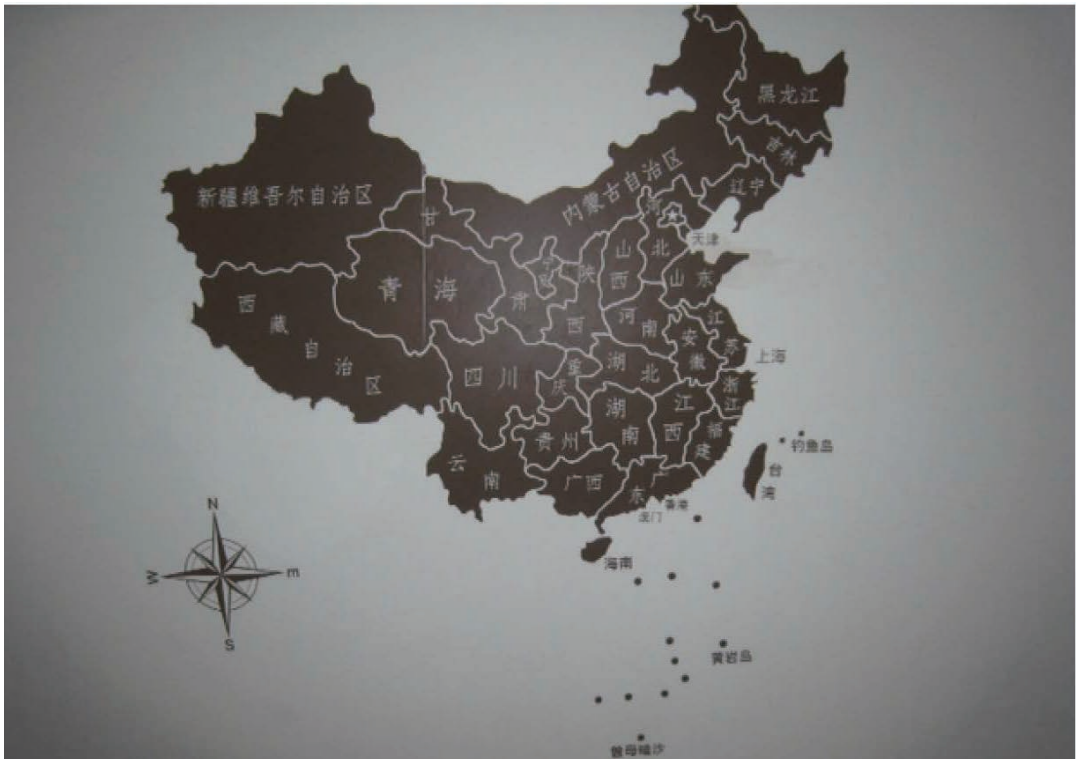 黑龙江
吉林
辽宁
内蒙古自治区
新疆维吾尔自治区
甘肃
河北
天津
山西
陕西
山东
青海
西藏自治区
河南
江苏
安徽
上海
四川
重庆
湖北
浙江
湖南
江西
福建
贵州
云南
广西
广东
钓鱼岛
台湾
香港
澳门
海南
黄岩岛
曾母暗沙
N
W
E
S